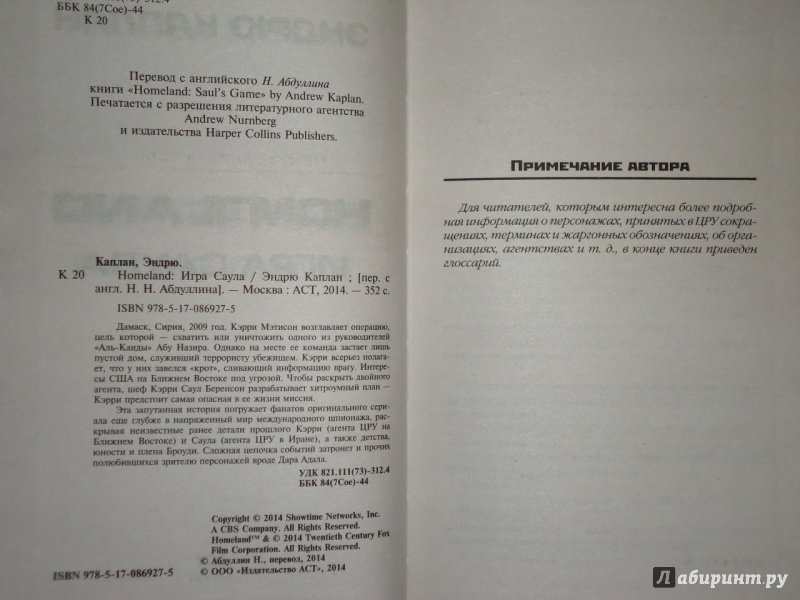 ББК 84(7Сое)-44
К 20
Перевод с английского Н. Абдуллина
книги «Homeland: Saul's Game» by Andrew Kaplan.
Печатается с разрешения литературного агентства
Andrew Nurnberg
и издательства Harper Collins Publishers.
Каплан, Эндрю.
К 20 Homeland: Игра Саула / Эндрю Каплан ; [пер. с
англ. Н. Н. Абдуллина]. — Москва : АСТ, 2014. — 352 с.
ISBN 978-5-17-086927-5
Дамаск, Сирия, 2009 год. Кэрри Мэтисон возглавляет операцию,
цель которой — схватить или уничтожить одного из руководителей
«Аль-Каиды» Абу Назира. Однако на месте ее команда застает лишь
пустой дом, служивший террористу убежищем. Кэрри всерьез полага-
ет, что у них завелся «крот», сливающий информацию врагу. Интере-
сы США на Ближнем Востоке под угрозой. Чтобы раскрыть двойного
агента, шеф Кэрри Саул Беренсон разрабатывает хитроумный план —
Кэрри предстоит самая опасная в ее жизни миссия.
Эта запутанная история погружает фанатов оригинального сериа-
ла еще глубже в напряженный мир международного шпионажа, рас-
крывая неизвестные ранее детали прошлого Кэрри (агента ЦРУ на
Ближнем Востоке) и Саула (агента ЦРУ в Иране), а также детства,
юности и плена Броуди. Сложная цепочка событий затронет и прочих
полюбившихся зрителю персонажей вроде Дара Адала.
УДК 821.111(73)-312.4
ББК 84(7Сое)-44
Copyright © 2014 Showtime Networks, Inc.
A CBS Company. All Rights Reserved.
Homeland™ & © 2014 Twentieth Century Fox
Film Corporation. All Rights Reserved.
© Абдуллин Н., перевод, 2014
ISBN 978-5-17-086927-5 © ООО «Издательство АСТ», 2014
Примечание автора
Для читателей, которым интересна более подроб-
ная информация о персонажах, принятых в ЦРУ сокра-
щениях, терминах и жаргонных обозначениях, об ор-
ганизациях, агентствах и т. д., в конце книги приведен
глоссарий.
Лабиринт.ру